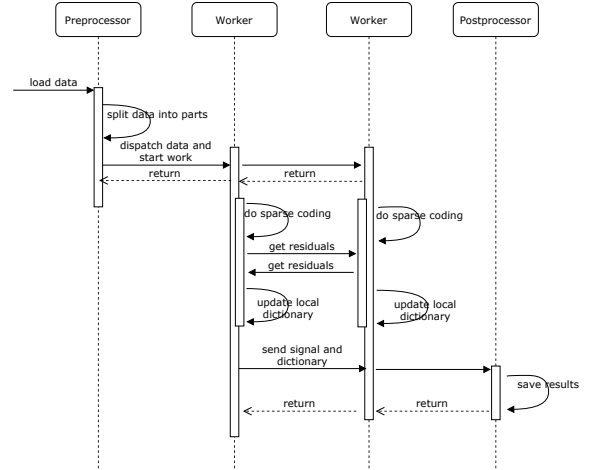 Preprocessor
Worker
Worker
Postprocessor
load data
split data into parts
dispatch data and
start work
return
return
do sparse coding
do sparse coding
get residuals
get residuals
update local
dictionary
update local
dictionary
send signal and
dictionary
save results
return
return